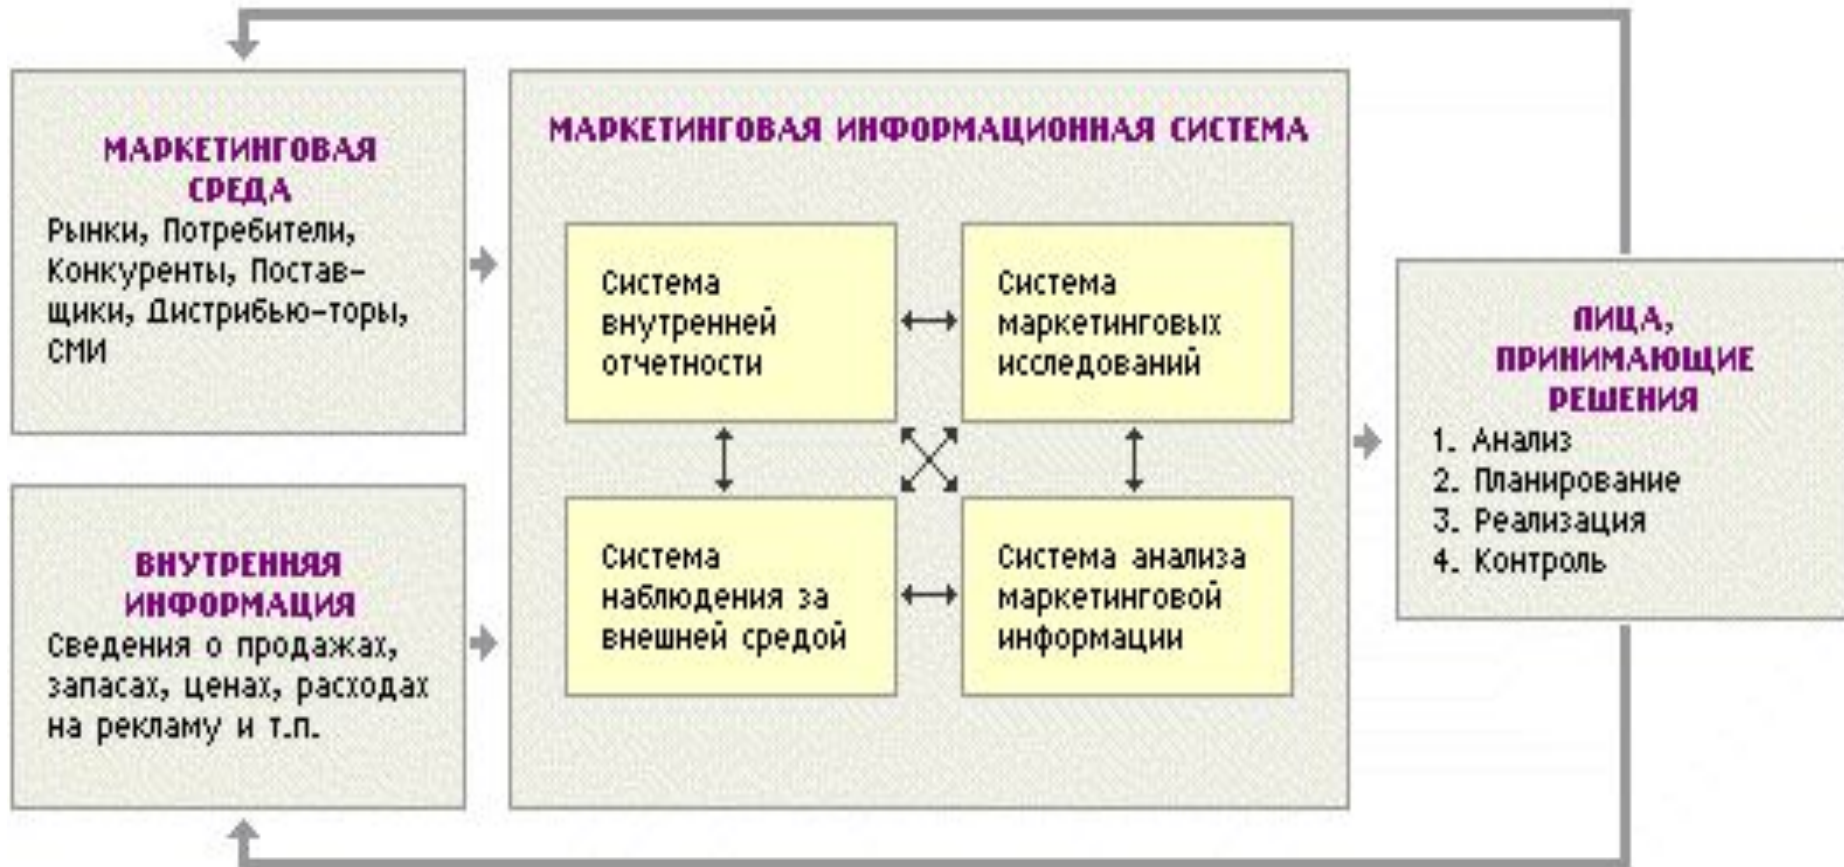 МАРКЕТИНГОВАЯ
СРЕДА
Рынки, Потребители,
Конкуренты, Постав-
щики, Дистрибью-торы,
СМИ
ВНУТРЕННЯЯ
ИНФОРМАЦИЯ
Сведения о продажах,
запасах, ценах, расходах
на рекламу и т.п.
МАРКЕТИНГОВАЯ ИНФОРМАЦИОННАЯ СИСТЕМА
Система
внутренней
отчетности
Система
маркетинговых
исследований
Система
наблюдения за
внешней средой
Система анализа
маркетинговой
информации
ЛИЦА,
ПРИНИМАЮЩИЕ
РЕШЕНИЯ
1. Анализ
2. Планирование
3. Реализация
4. Контроль